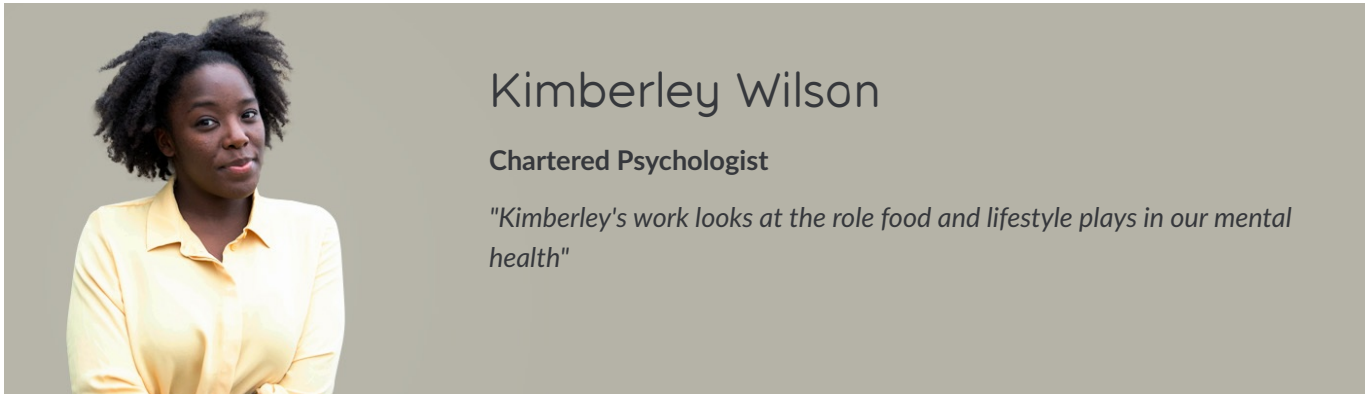 Kimberley Wilson
Chartered Psychologist
"Kimberley's work looks at the role food and lifestyle plays in our mental
health"